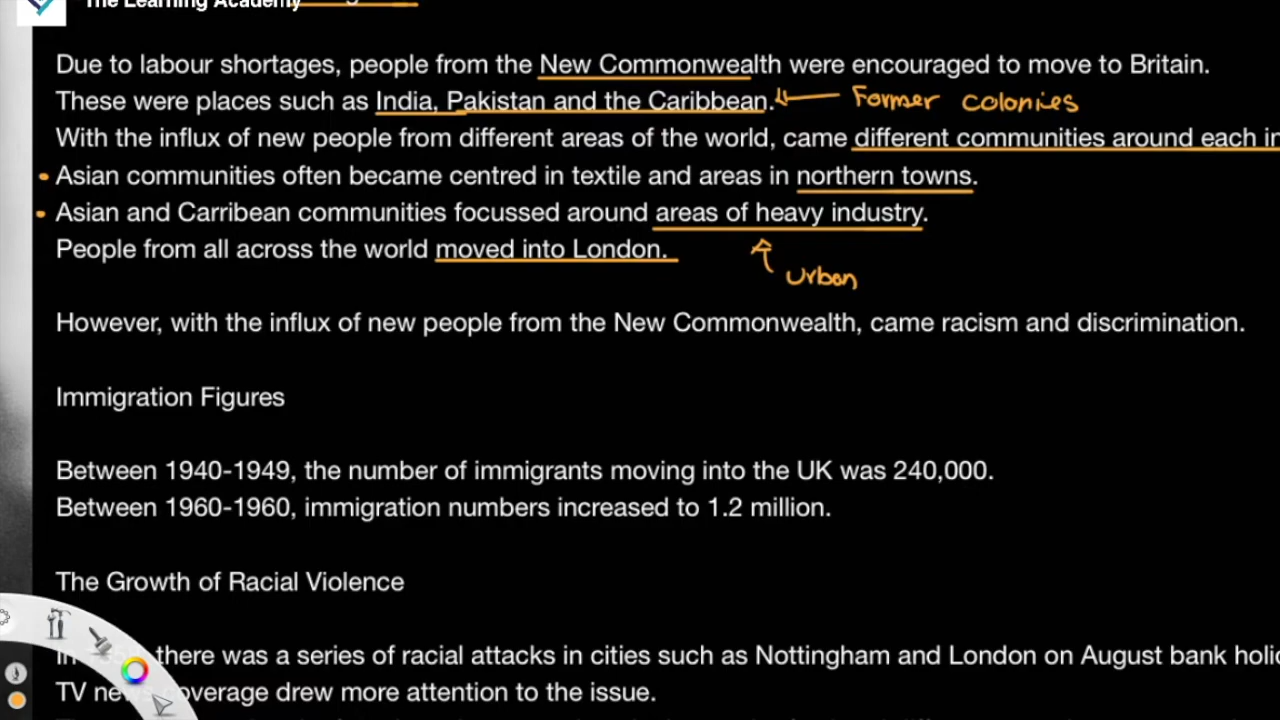 The Learning Academy
Due to labour shortages, people from the New Commonwealth were encouraged to move to Britain.
These were places such as India, Pakistan and the Caribbean. Former colonies
With the influx of new people from different areas of the world, came different communities around each
Asian communities often became centred in textile and areas in northern towns.
Asian and Carribean communities focussed around areas of heavy industry.
People from all across the world moved into London.
Urban
However, with the influx of new people from the New Commonwealth, came racism and discrimination.
Immigration Figures
Between 1940-1949, the number of immigrants moving into the UK was 240,000.
Between 1960-1960, immigration numbers increased to 1.2 million.
The Growth of Racial Violence
In there was a series of racial attacks in cities such as Nottingham and London on August bank
TV news coverage drew more attention to the issue.